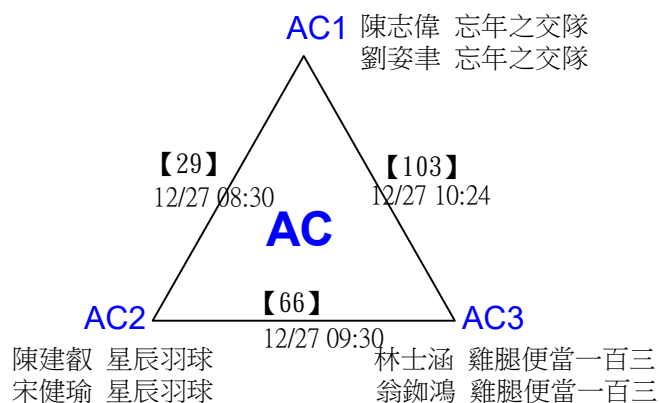 AC1 陳志偉 忘年之交隊
劉姿聿 忘年之交隊
【29】
12/27 08:30
【103】
12/27 10:24
AC
AC2
【66】
12/27 09:30
AC3
陳建叡 星辰羽球
宋健瑜 星辰羽球
林士涵 雞腿便當一百三
翁鉫鴻 雞腿便當一百三